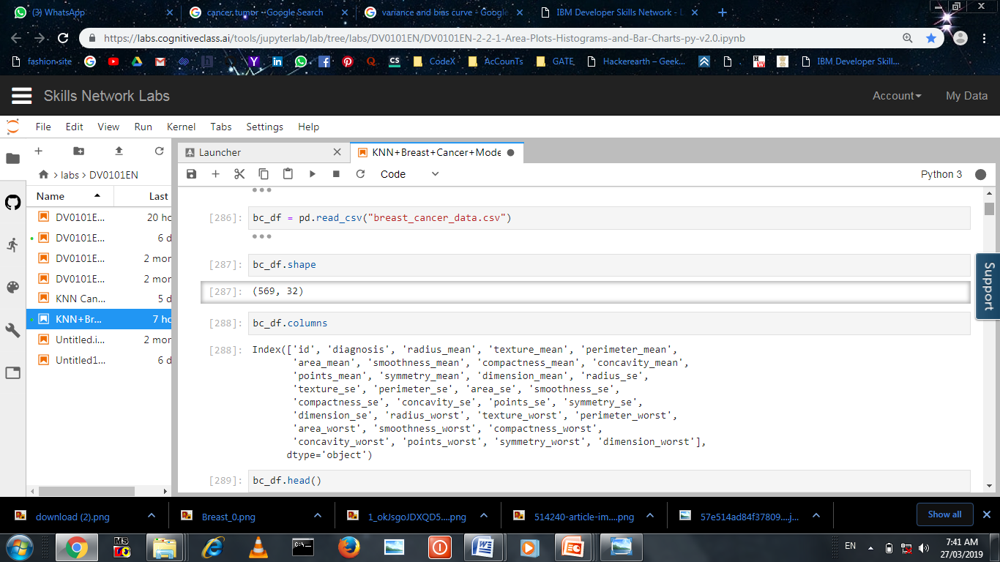 (3) WhatsApp
cancer tumor - Google Search
variance and bias curve - Google
IBM Developer Skills Network - L
https://labs.cognitiveclass.ai/tools/jupyterlab/lab/tree/labs/DV0101EN/DV0101EN-2-2-1-Area-Plots-Histograms-and-Bar-Charts-py-v2.0.ipynb
fashion site
CS
CodeX
AcCounTs
GATE
Hackerearth – Geek...
IBM Developer Skill...
Skills Network Labs
Account
My Data
File Edit View Run Kernel Tabs Settings Help
Launcher
KNN+Breast+Cancer+Mode
labs > DV0101EN
Code
Python 3
Name Last
DV0101E... 20 ho
DV0101E... 6 d
DV0101E... 2 mor
DV0101E... 2 mor
KNN Can... 5 d
KNN+Br... 7 ho
Untitled.i... 2 mor
Untitled1... 6 d
[286]: bc_df = pd.read_csv("breast_cancer_data.csv")
[287]: bc_df.shape
[287]: (569, 32)
[288]: bc_df.columns
[288]: Index(['id', 'diagnosis', 'radius_mean', 'texture_mean', 'perimeter_mean',
'area_mean', 'smoothness_mean', 'compactness_mean', 'concavity_mean',
'points_mean', 'symmetry_mean', 'dimension_mean', 'radius_se',
'texture_se', 'perimeter_se', 'area_se', 'smoothness_se',
'compactness_se', 'concavity_se', 'points_se', 'symmetry_se',
'dimension_se', 'radius_worst', 'texture_worst', 'perimeter_worst',
'area_worst', 'smoothness_worst', 'compactness_worst',
'concavity_worst', 'points_worst', 'symmetry_worst', 'dimension_worst'],
dtype='object')
[289]: bc_df.head()
Support
download (2).png
Breast_0.png
1_okJsgoJDXQD5....png
514240-article-im....png
57e514ad84f37809....j...
Show all
MS
EN
7:41 AM
27/03/2019